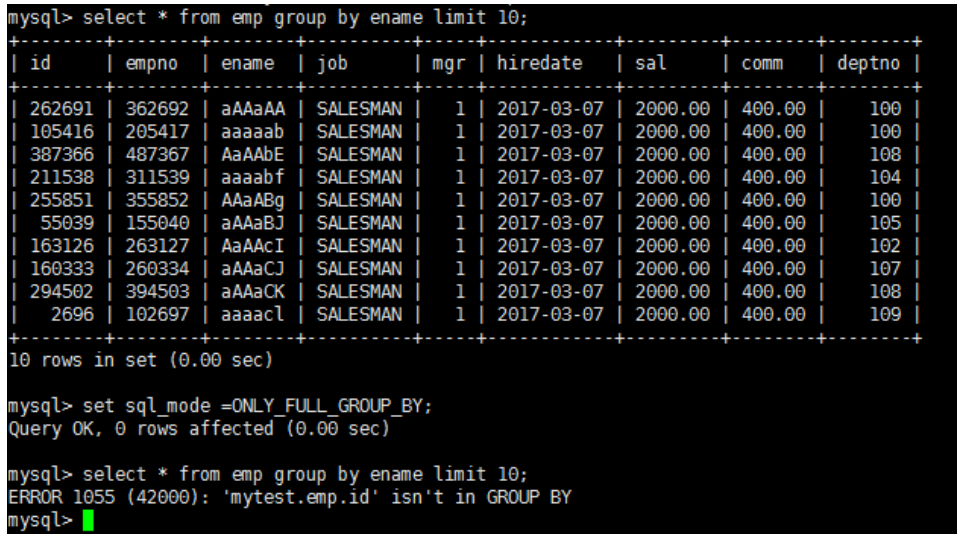 mysql> select * from emp group by ename limit 10;
+--------+--------+--------+----------+-----+------------+---------+--------+--------+
| id     | empno  | ename  | job      | mgr | hiredate   | sal     | comm   | deptno |
+--------+--------+--------+----------+-----+------------+---------+--------+--------+
| 262691 | 362692 | aAAaAA | SALESMAN |   1 | 2017-03-07 | 2000.00 | 400.00 |    100 |
| 105416 | 205417 | aaaaab | SALESMAN |   1 | 2017-03-07 | 2000.00 | 400.00 |    100 |
| 387366 | 487367 | AaAAbE | SALESMAN |   1 | 2017-03-07 | 2000.00 | 400.00 |    108 |
| 211538 | 311539 | aaaabf | SALESMAN |   1 | 2017-03-07 | 2000.00 | 400.00 |    104 |
| 255851 | 355852 | AAaABg | SALESMAN |   1 | 2017-03-07 | 2000.00 | 400.00 |    100 |
|  55039 | 155040 | aAAaBJ | SALESMAN |   1 | 2017-03-07 | 2000.00 | 400.00 |    105 |
| 163126 | 263127 | AaAAcI | SALESMAN |   1 | 2017-03-07 | 2000.00 | 400.00 |    102 |
| 160333 | 260334 | aAAaCJ | SALESMAN |   1 | 2017-03-07 | 2000.00 | 400.00 |    107 |
| 294502 | 394503 | aAAaCK | SALESMAN |   1 | 2017-03-07 | 2000.00 | 400.00 |    108 |
|   2696 | 102697 | aaaacl | SALESMAN |   1 | 2017-03-07 | 2000.00 | 400.00 |    109 |
+--------+--------+--------+----------+-----+------------+---------+--------+--------+
10 rows in set (0.00 sec)
mysql> set sql_mode =ONLY_FULL_GROUP_BY;
Query OK, 0 rows affected (0.00 sec)
mysql> select * from emp group by ename limit 10;
ERROR 1055 (42000): 'mytest.emp.id' isn't in GROUP BY
mysql>